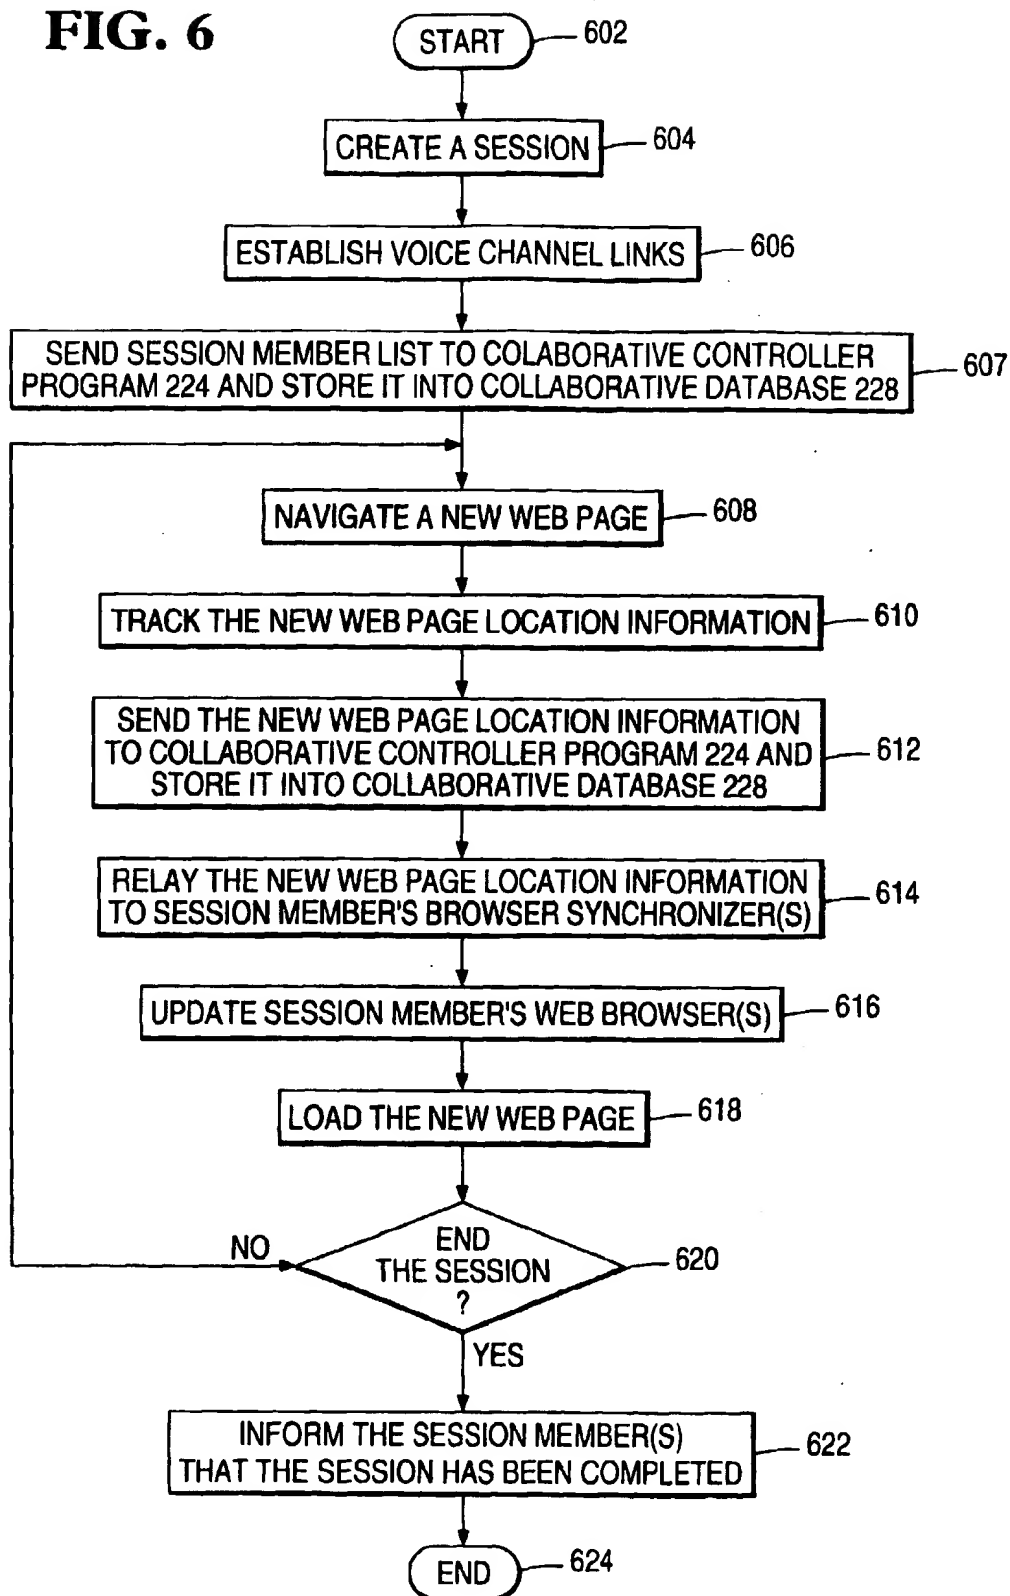 FIG. 6
START
602
CREATE A SESSION
604
ESTABLISH VOICE CHANNEL LINKS
606
SEND SESSION MEMBER LIST TO COLABORATIVE CONTROLLER
PROGRAM 224 AND STORE IT INTO COLLABORATIVE DATABASE 228
607
NAVIGATE A NEW WEB PAGE
608
TRACK THE NEW WEB PAGE LOCATION INFORMATION
610
SEND THE NEW WEB PAGE LOCATION INFORMATION
TO COLLABORATIVE CONTROLLER PROGRAM 224 AND
STORE IT INTO COLLABORATIVE DATABASE 228
612
RELAY THE NEW WEB PAGE LOCATION INFORMATION
TO SESSION MEMBER'S BROWSER SYNCHRONIZER(S)
614
UPDATE SESSION MEMBER'S WEB BROWSER(S)
616
LOAD THE NEW WEB PAGE
618
NO
END
THE SESSION
?
620
YES
INFORM THE SESSION MEMBER(S)
THAT THE SESSION HAS BEEN COMPLETED
622
END
624